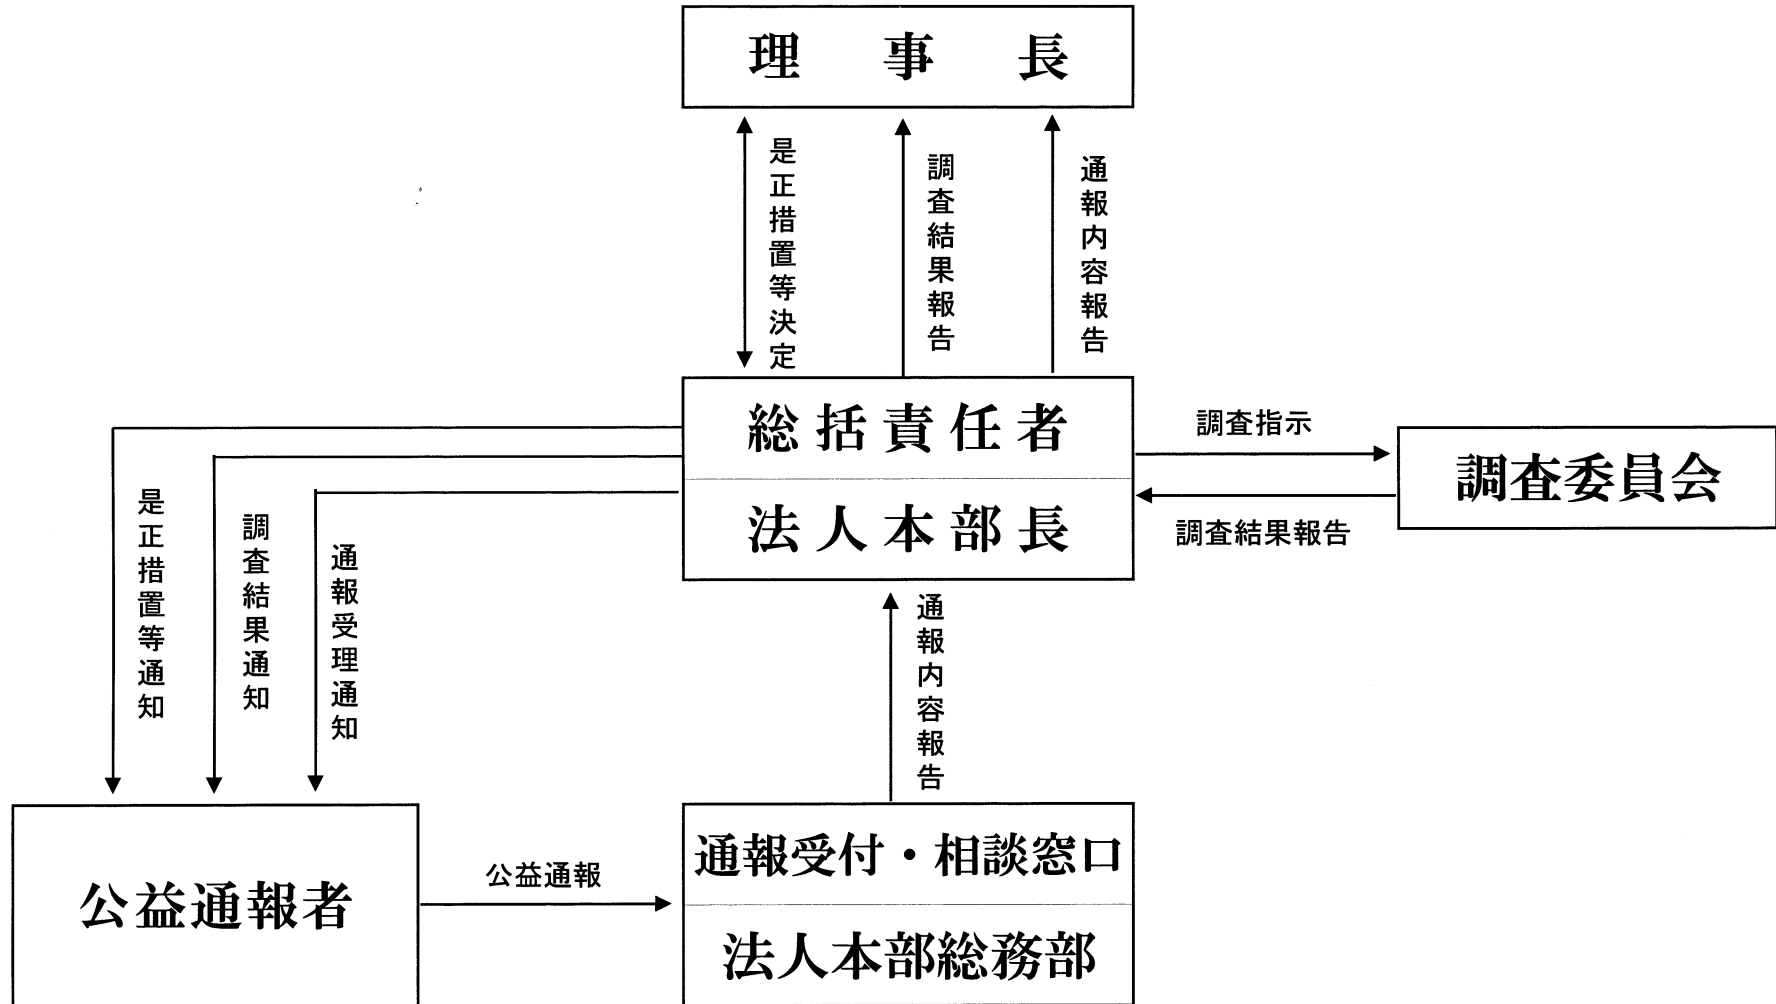 理事長
是正措置等決定
調査結果報告
通報内容報告
総括責任者
法人本部長
調査指示
調査結果報告
調査委員会
是正措置等通知
調査結果通知
通報受理通知
通報内容報告
公益通報者
公益通報
通報受付・相談窓口
法人本部総務部